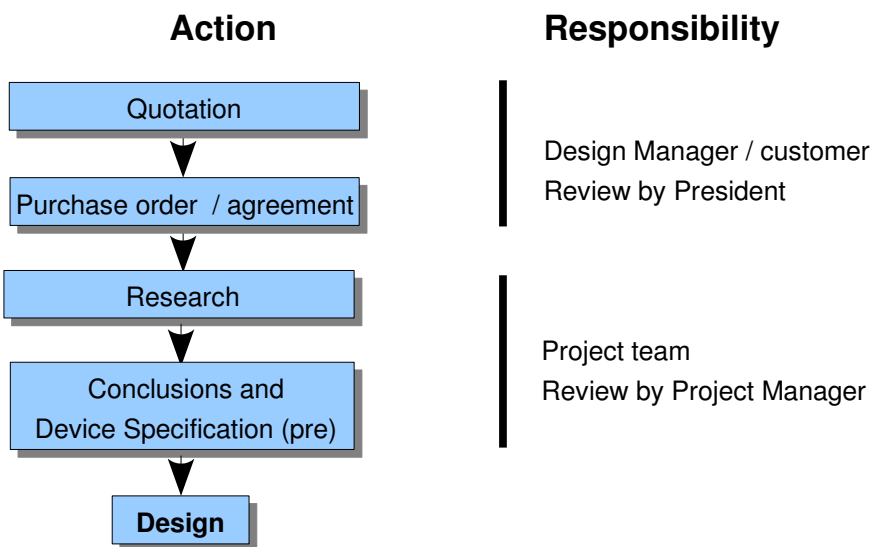 Action
Responsibility
Quotation
Purchase order / agreement
Design Manager / customer
Review by President
Research
Conclusions and
Device Specification (pre)
Project team
Review by Project Manager
Design